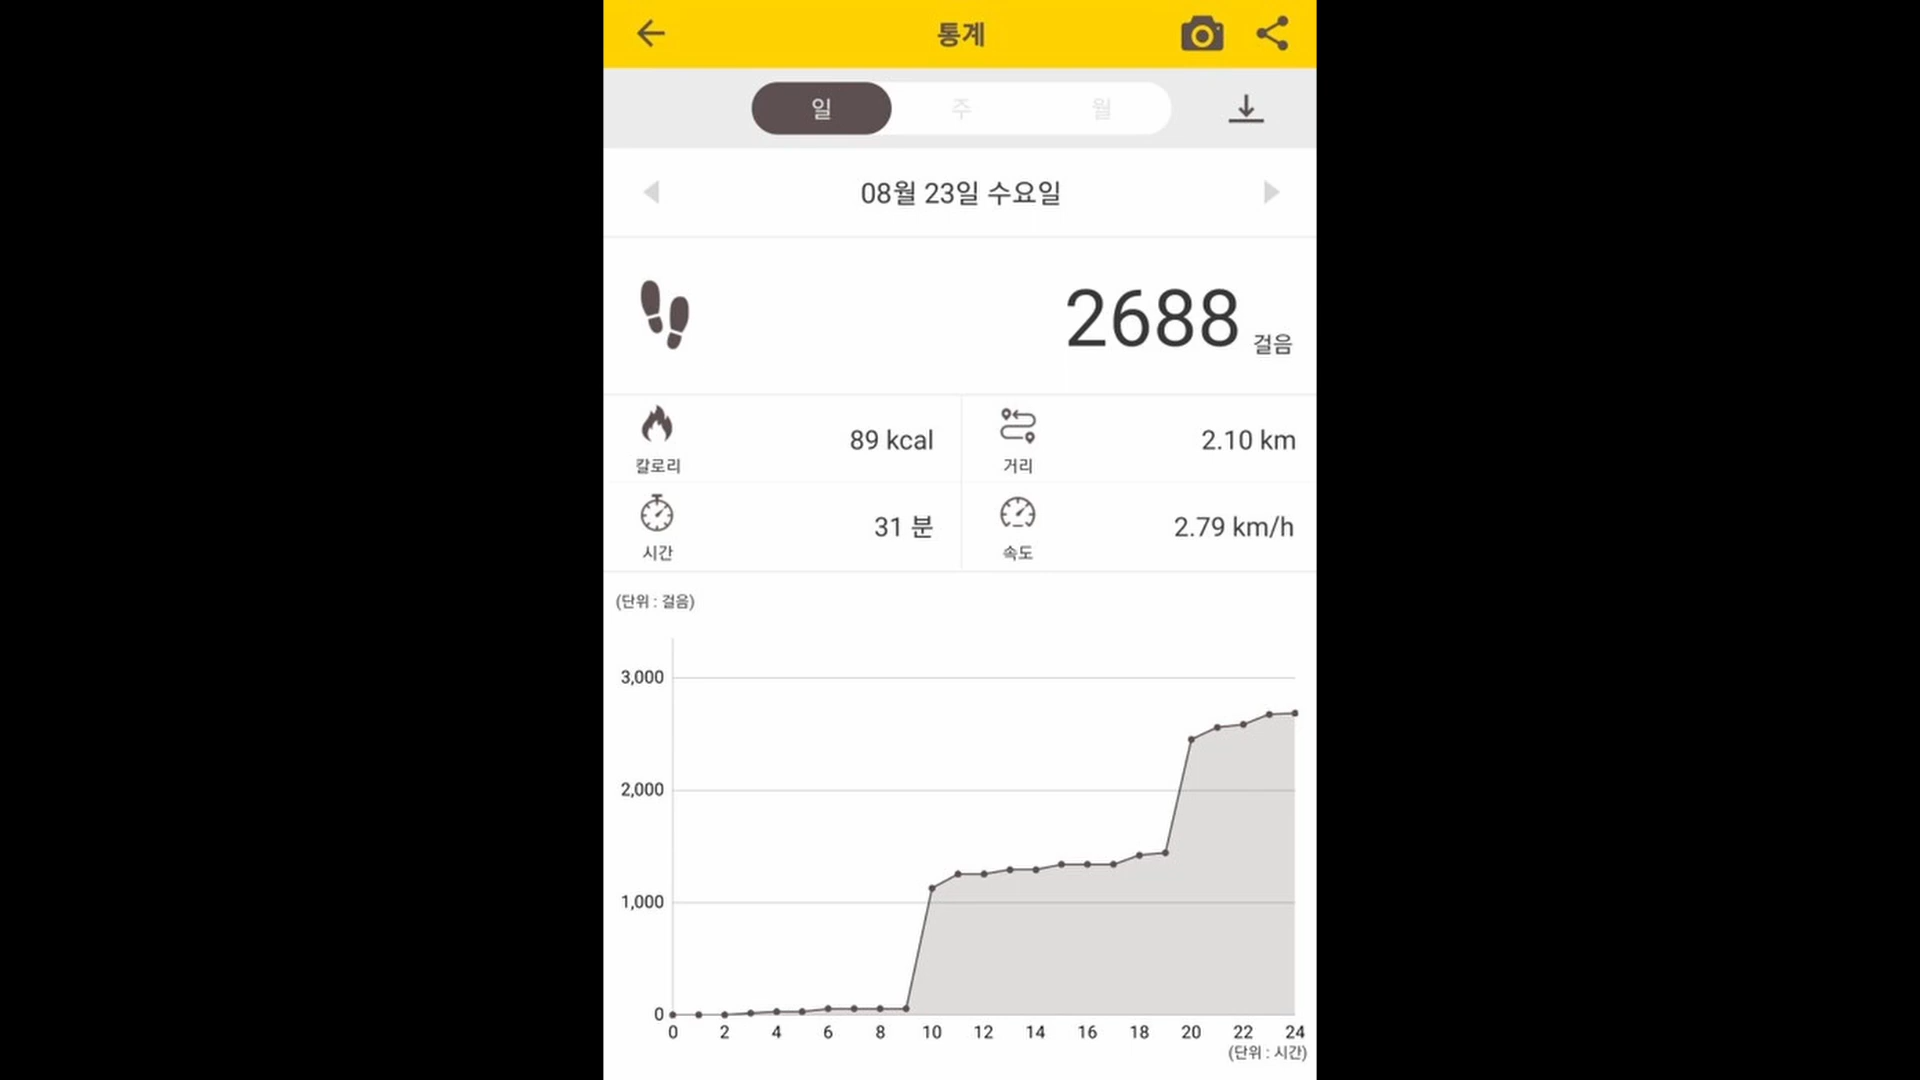 통계
일 주 월
08월 23일 수요일
2688 걸음
칼로리 89 kcal
거리 2.10 km
시간 31 분
속도 2.79 km/h
(단위 : 걸음)
3,000
2,000
1,000
0
0 2 4 6 8 10 12 14 16 18 20 22 24
(단위 : 시간)